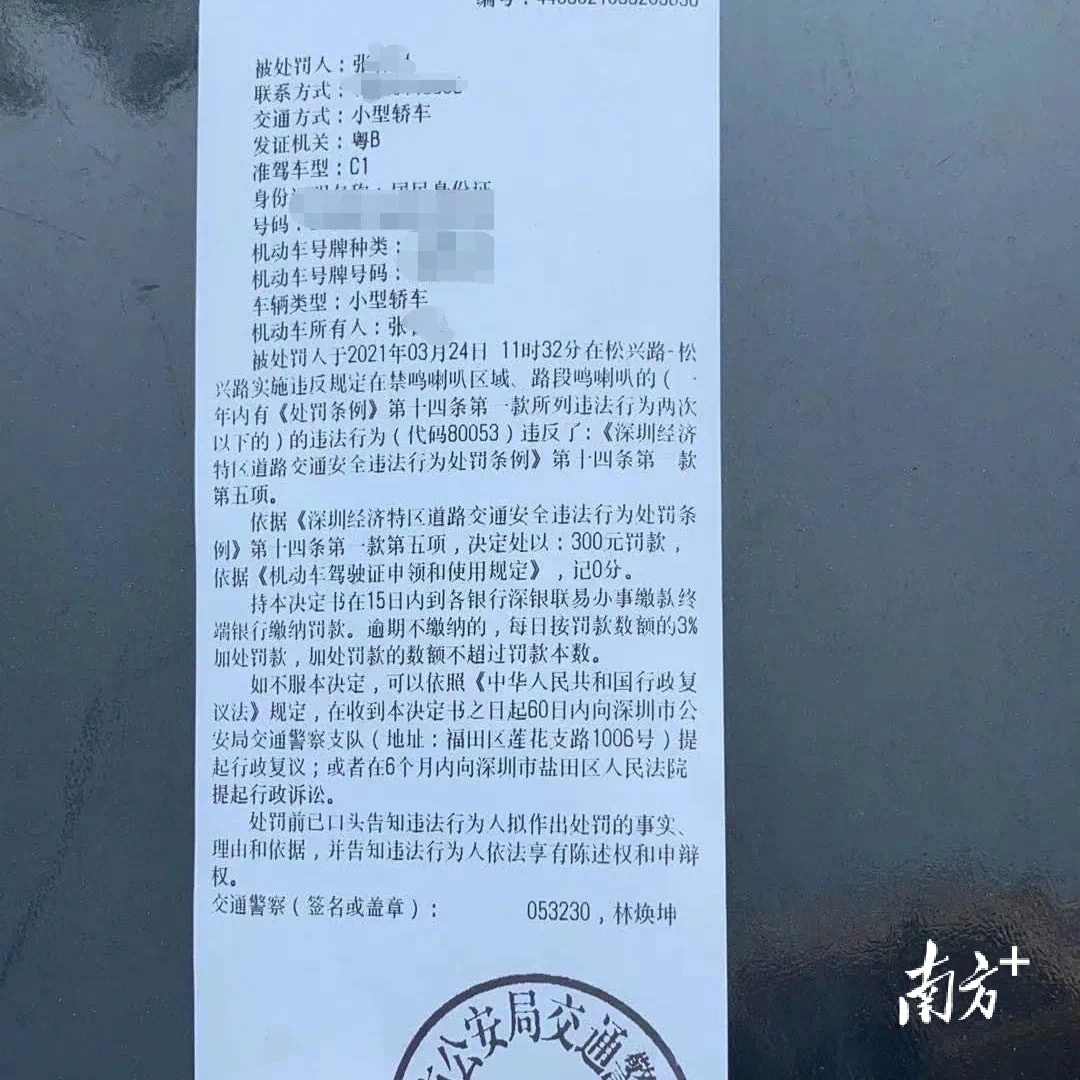 编号：
被处罚人：张
联系方式：
交通方式：小型轿车
发证机关：粤B
准驾车型：C1
身份
号码：
机动车号牌种类：
机动车号牌号码：
车辆类型：小型轿车
机动车所有人：张
被处罚人于2021年03月24日 11时32分在松兴路-松
兴路实施违反规定在禁鸣喇叭区域、路段鸣喇叭的（一
年内有《处罚条例》第十四条第一款所列违法行为两次
以下的）的违法行为（代码80053）违反了：《深圳经济
特区道路交通安全违法行为处罚条例》第十四条第一款
第五项。
依据《深圳经济特区道路交通安全违法行为处罚条
例》第十四条第一款第五项，决定处以：300元罚款，
依据《机动车驾驶证申领和使用规定》，记0分。
持本决定书在15日内到各银行深银联易办事缴款终
端银行缴纳罚款。逾期不缴纳的，每日按罚款数额的3%
加处罚款，加处罚款的数额不超过罚款本数。
如不服本决定，可以依照《中华人民共和国行政复
议法》规定，在收到本决定书之日起60日内向深圳市公
安局交通警察支队（地址：福田区莲花支路1006号）提
起行政复议；或者在6个月内向深圳市盐田区人民法院
提起行政诉讼。
处罚前已口头告知违法行为人拟作出处罚的事实、
理由和依据，并告知违法行为人依法享有陈述权和申辩
权。
交通警察（签名或盖章）： 053230，林焕坤
公安局交通警
南方+